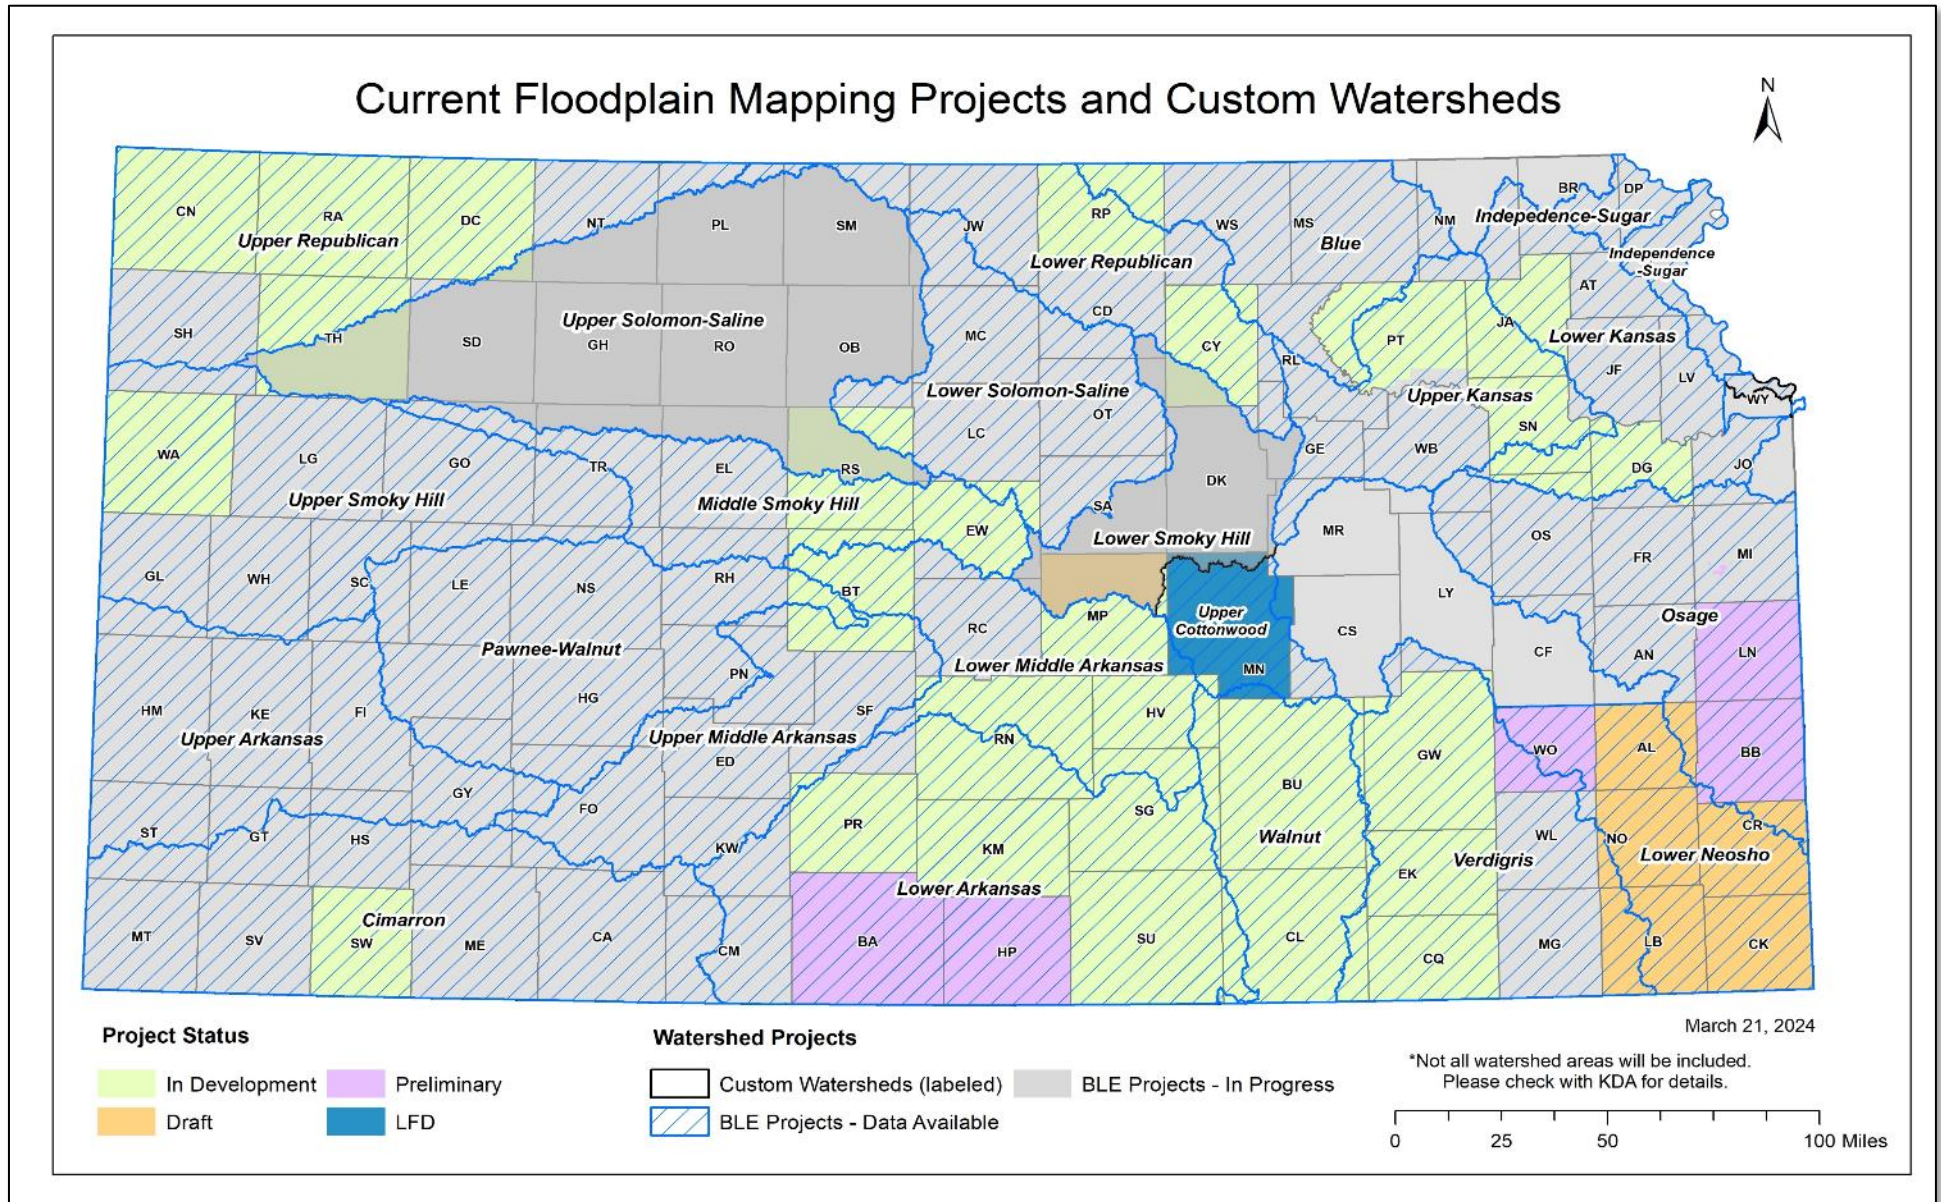 Current Floodplain Mapping Projects and Custom Watersheds
N
CN
RA
DC
NT
PL
SM
JW
RP
WS
MS
NM
BR
DP
Upper Republican
Lower Republican
Blue
Indepedence-Sugar
Independence
-Sugar
SH
TH
SD
Upper Solomon-Saline
GH
RO
OB
MC
CD
CY
RL
PT
JA
AT
Lower Kansas
JF
LV
WY
Lower Solomon-Saline
OT
Upper Kansas
WA
LG
GO
TR
EL
RS
LC
DK
GE
WB
SN
DG
JO
Upper Smoky Hill
Middle Smoky Hill
EW
SA
Lower Smoky Hill
MR
OS
FR
MI
GL
WH
SC
LE
NS
RH
BT
RC
MP
Upper
Cottonwood
MN
CS
LY
CF
AN
Osage
LN
Pawnee-Walnut
PN
Lower Middle Arkansas
HM
KE
FI
HG
SF
Upper Arkansas
Upper Middle Arkansas
ED
RN
HV
GW
WO
AL
BB
ST
GT
HS
GY
FO
KW
PR
KM
SG
BU
Walnut
EK
Verdigris
WL
NO
CR
Lower Neosho
Lower Arkansas
MT
SV
SW
Cimarron
ME
CA
CM
BA
HP
SU
CL
CQ
MG
LB
CK
March 21, 2024
Project Status
In Development
Preliminary
Draft
LFD
Watershed Projects
Custom Watersheds (labeled)
BLE Projects - In Progress
BLE Projects - Data Available
*Not all watershed areas will be included.
Please check with KDA for details.
0 25 50 100 Miles